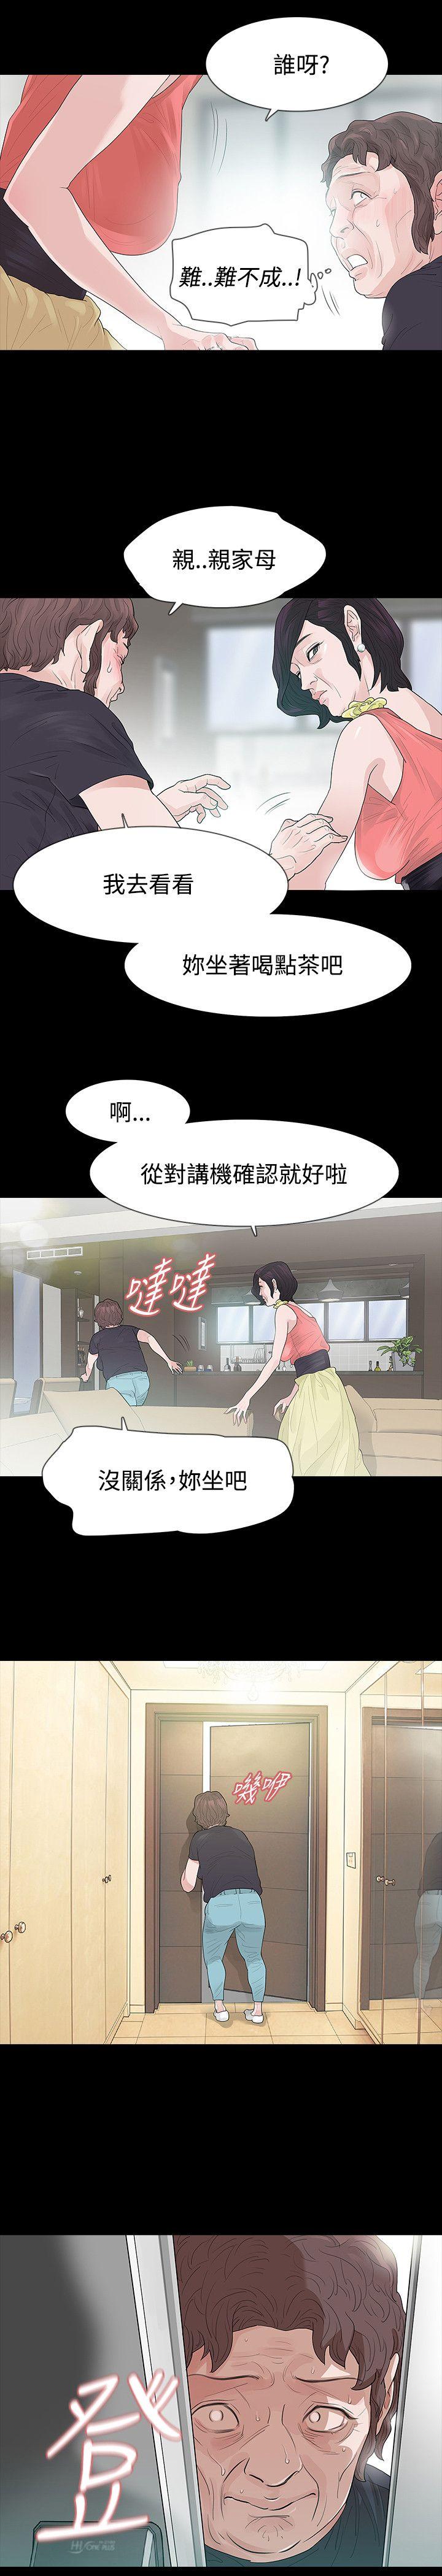 誰呀?
難..難不成..!
親..親家母
我去看看
妳坐著喝點茶吧
啊...
從對講機確認就好啦
噠噠
沒關係,妳坐吧
嘰咿
登